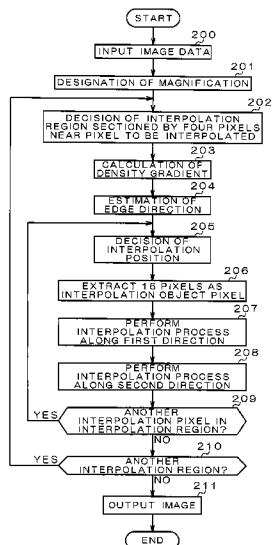 START
200
INPUT IMAGE DATA
201
DESIGNATION OF MAGNIFICATION
202
DECISION OF INTERPOLATION
REGION SECTIONED BY FOUR PIXELS
NEAR PIXEL TO BE INTERPOLATED
203
CALCULATION OF
DENSITY GRADIENT
204
ESTIMATION OF
EDGE DIRECTION
205
DECISION OF
INTERPOLATION
POSITION
206
EXTRACT 16 PIXELS AS
INTERPOLATION OBJECT PIXEL
207
PERFORM
INTERPOLATION PROCESS
ALONG FIRST DIRECTION
208
PERFORM
INTERPOLATION PROCESS
ALONG SECOND DIRECTION
209
YES
ANOTHER
INTERPOLATION PIXEL IN
INTERPOLATION REGION?
NO
210
YES
ANOTHER
INTERPOLATION REGION?
NO
211
OUTPUT IMAGE
END